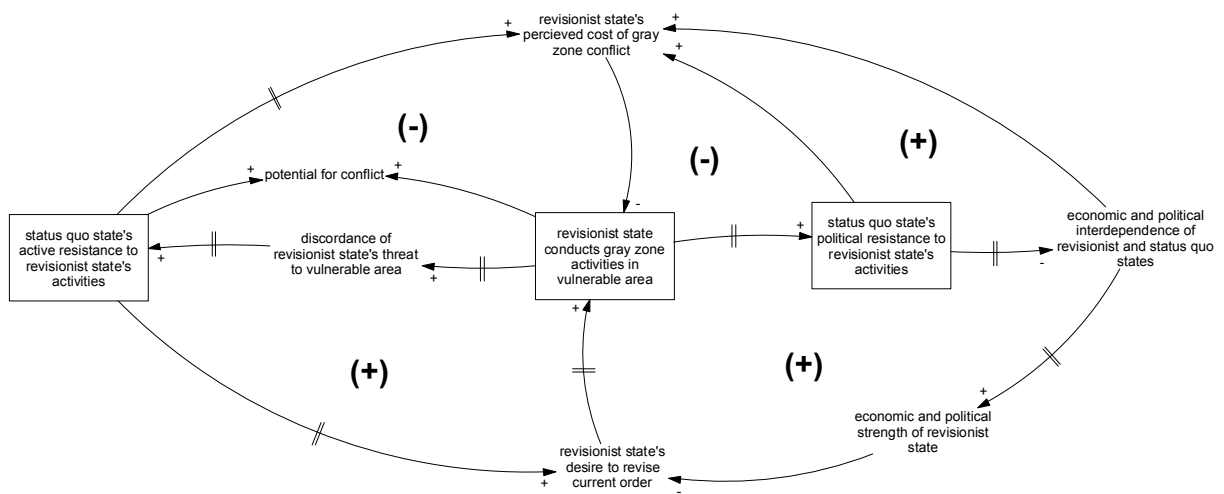 revisionist state's
percieved cost of gray
zone conflict
+
+
+
(-)
(-)
(+)
+
potential for conflict
+
status quo state's
active resistance to
revisionist state's
activities
+
discordance of
revisionist state's threat
to vulnerable area
+
-
revisionist state
conducts gray zone
activities in
vulnerable area
+
+
status quo state's
political resistance to
revisionist state's
activities
economic and political
interdependence of
revisionist and status quo
states
-
(+)
(+)
+
economic and political
strength of revisionist
state
revisionist state's
desire to revise
current order
+
-